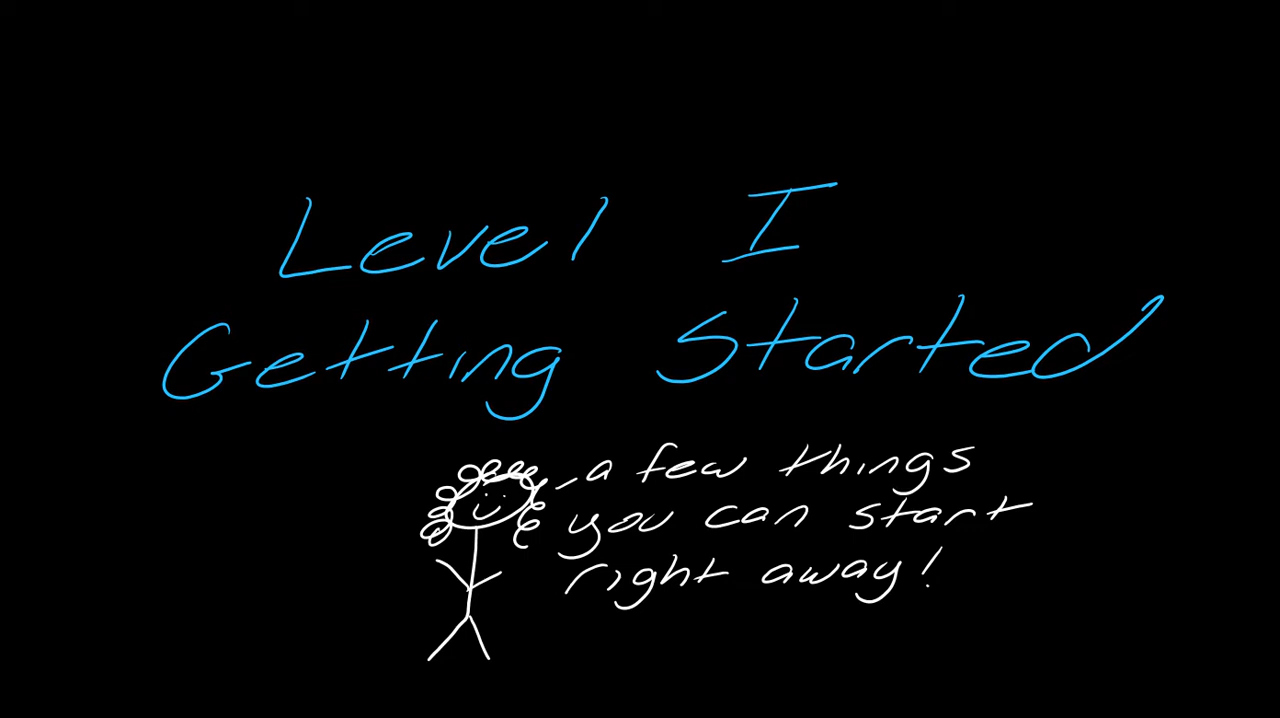 Level I
Getting Started
a few things
you can start
right away!